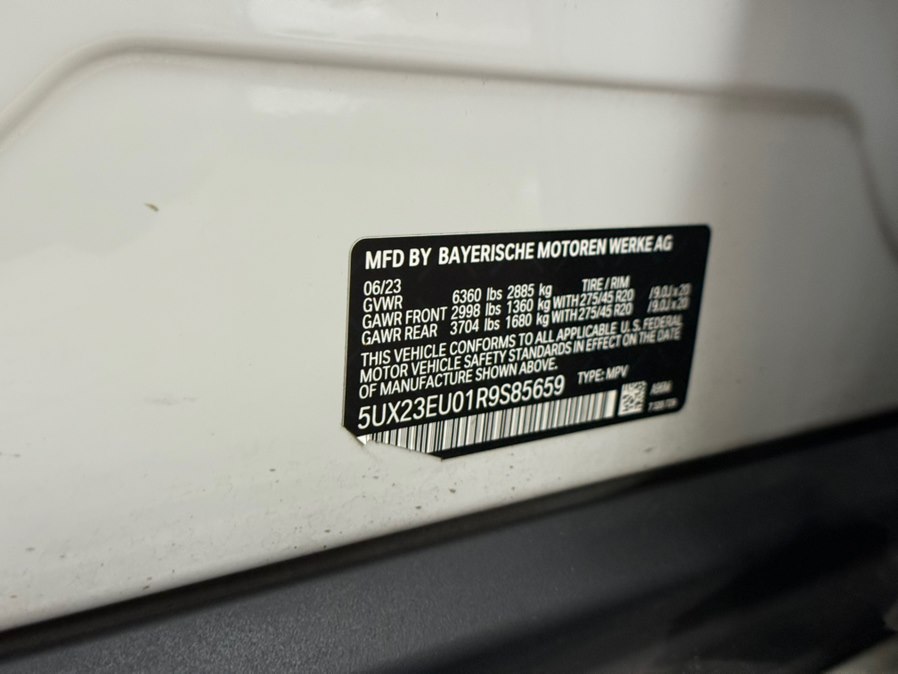 MFD BY BAYERISCHE MOTOREN WERKE AG
06/23 TIRE / RIM
GVWR 6360 lbs 2885 kg
GAWR FRONT 2998 lbs 1360 kg WITH 275/45 R20 /9.0J x 20
GAWR REAR 3704 lbs 1680 kg WITH 275/45 R20 /9.0J x 20
THIS VEHICLE CONFORMS TO ALL APPLICABLE U.S. FEDERAL
MOTOR VEHICLE SAFETY STANDARDS IN EFFECT ON THE DATE
OF MANUFACTURE SHOWN ABOVE.
5UX23EU01R9S85659 TYPE: MPV